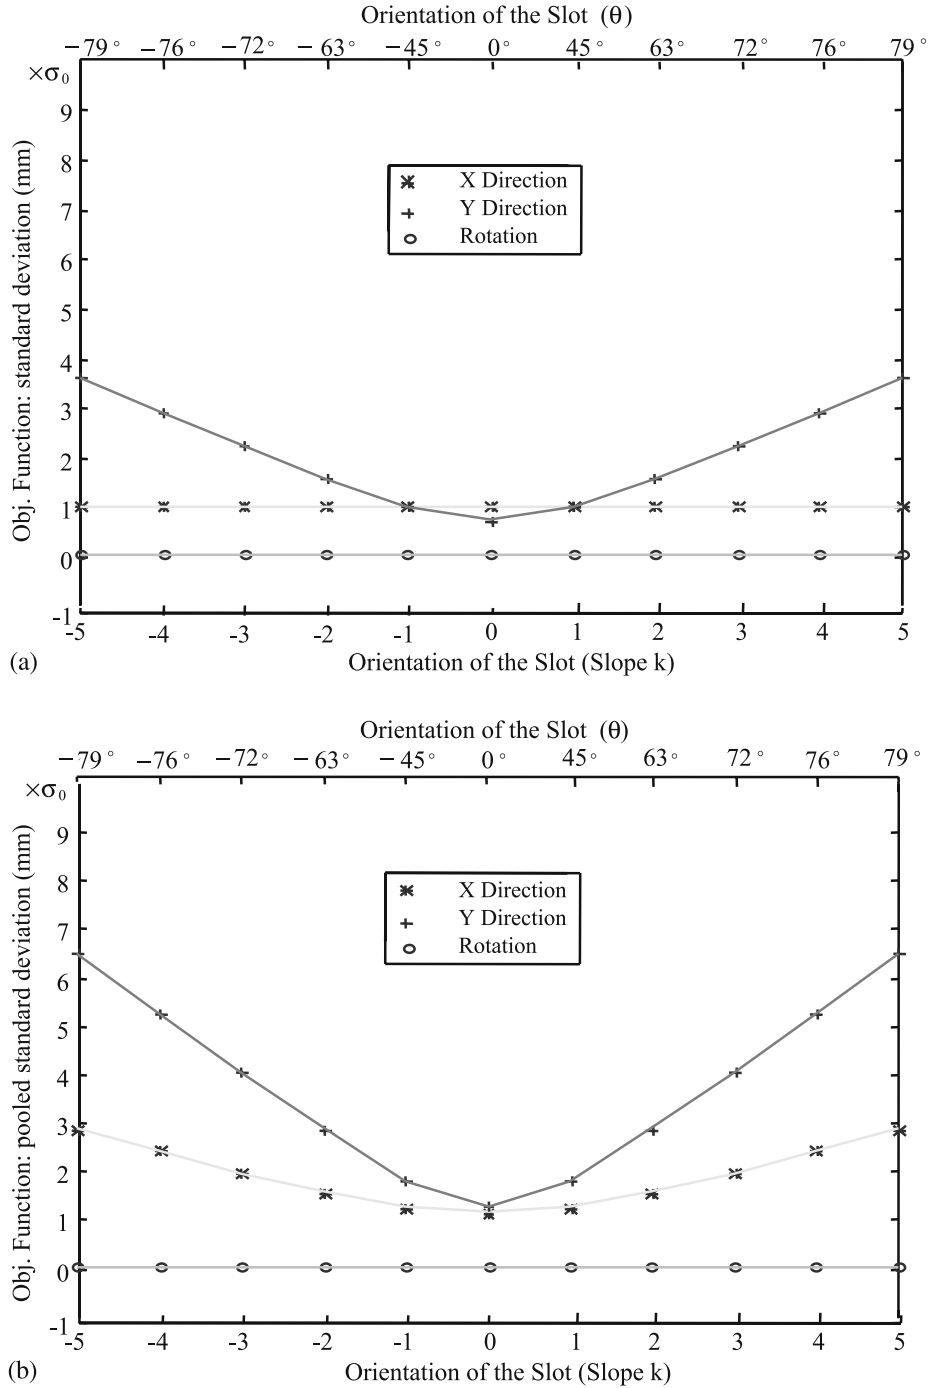 Orientation of the Slot (θ)
−79° −76° −72° −63° −45° 0° 45° 63° 72° 76° 79°
×σ₀
9
8
7
6
5
4
3
2
1
0
-1
Obj. Function: standard deviation (mm)
X Direction
Y Direction
Rotation
-5 -4 -3 -2 -1 0 1 2 3 4 5
(a) Orientation of the Slot (Slope k)
Orientation of the Slot (θ)
−79° −76° −72° −63° −45° 0° 45° 63° 72° 76° 79°
×σ₀
9
8
7
6
5
4
3
2
1
0
-1
Obj. Function: pooled standard deviation (mm)
X Direction
Y Direction
Rotation
-5 -4 -3 -2 -1 0 1 2 3 4 5
(b) Orientation of the Slot (Slope k)